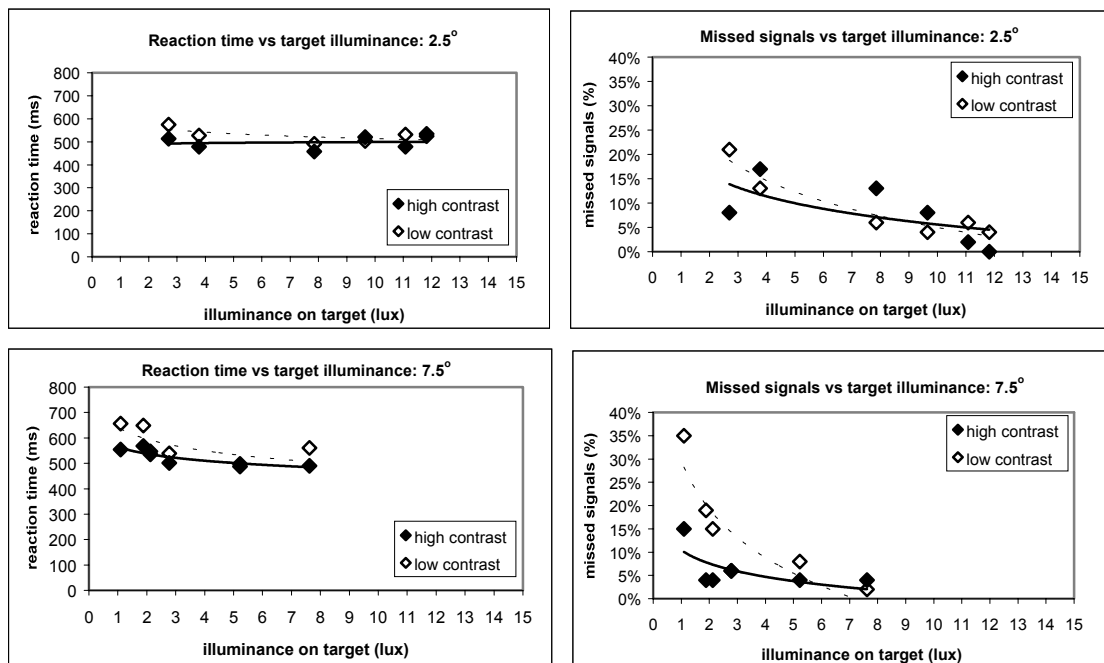 Reaction time vs target illuminance: 2.5°
800
700
600
500
400
300
200
100
0
reaction time (ms)
high contrast
low contrast
0 1 2 3 4 5 6 7 8 9 10 11 12 13 14 15
illuminance on target (lux)
Missed signals vs target illuminance: 2.5°
40%
35%
30%
25%
20%
15%
10%
5%
0%
missed signals (%)
high contrast
low contrast
0 1 2 3 4 5 6 7 8 9 10 11 12 13 14 15
illuminance on target (lux)
Reaction time vs target illuminance: 7.5°
800
700
600
500
400
300
200
100
0
reaction time (ms)
high contrast
low contrast
0 1 2 3 4 5 6 7 8 9 10 11 12 13 14 15
illuminance on target (lux)
Missed signals vs target illuminance: 7.5°
40%
35%
30%
25%
20%
15%
10%
5%
0%
missed signals (%)
high contrast
low contrast
0 1 2 3 4 5 6 7 8 9 10 11 12 13 14 15
illuminance on target (lux)